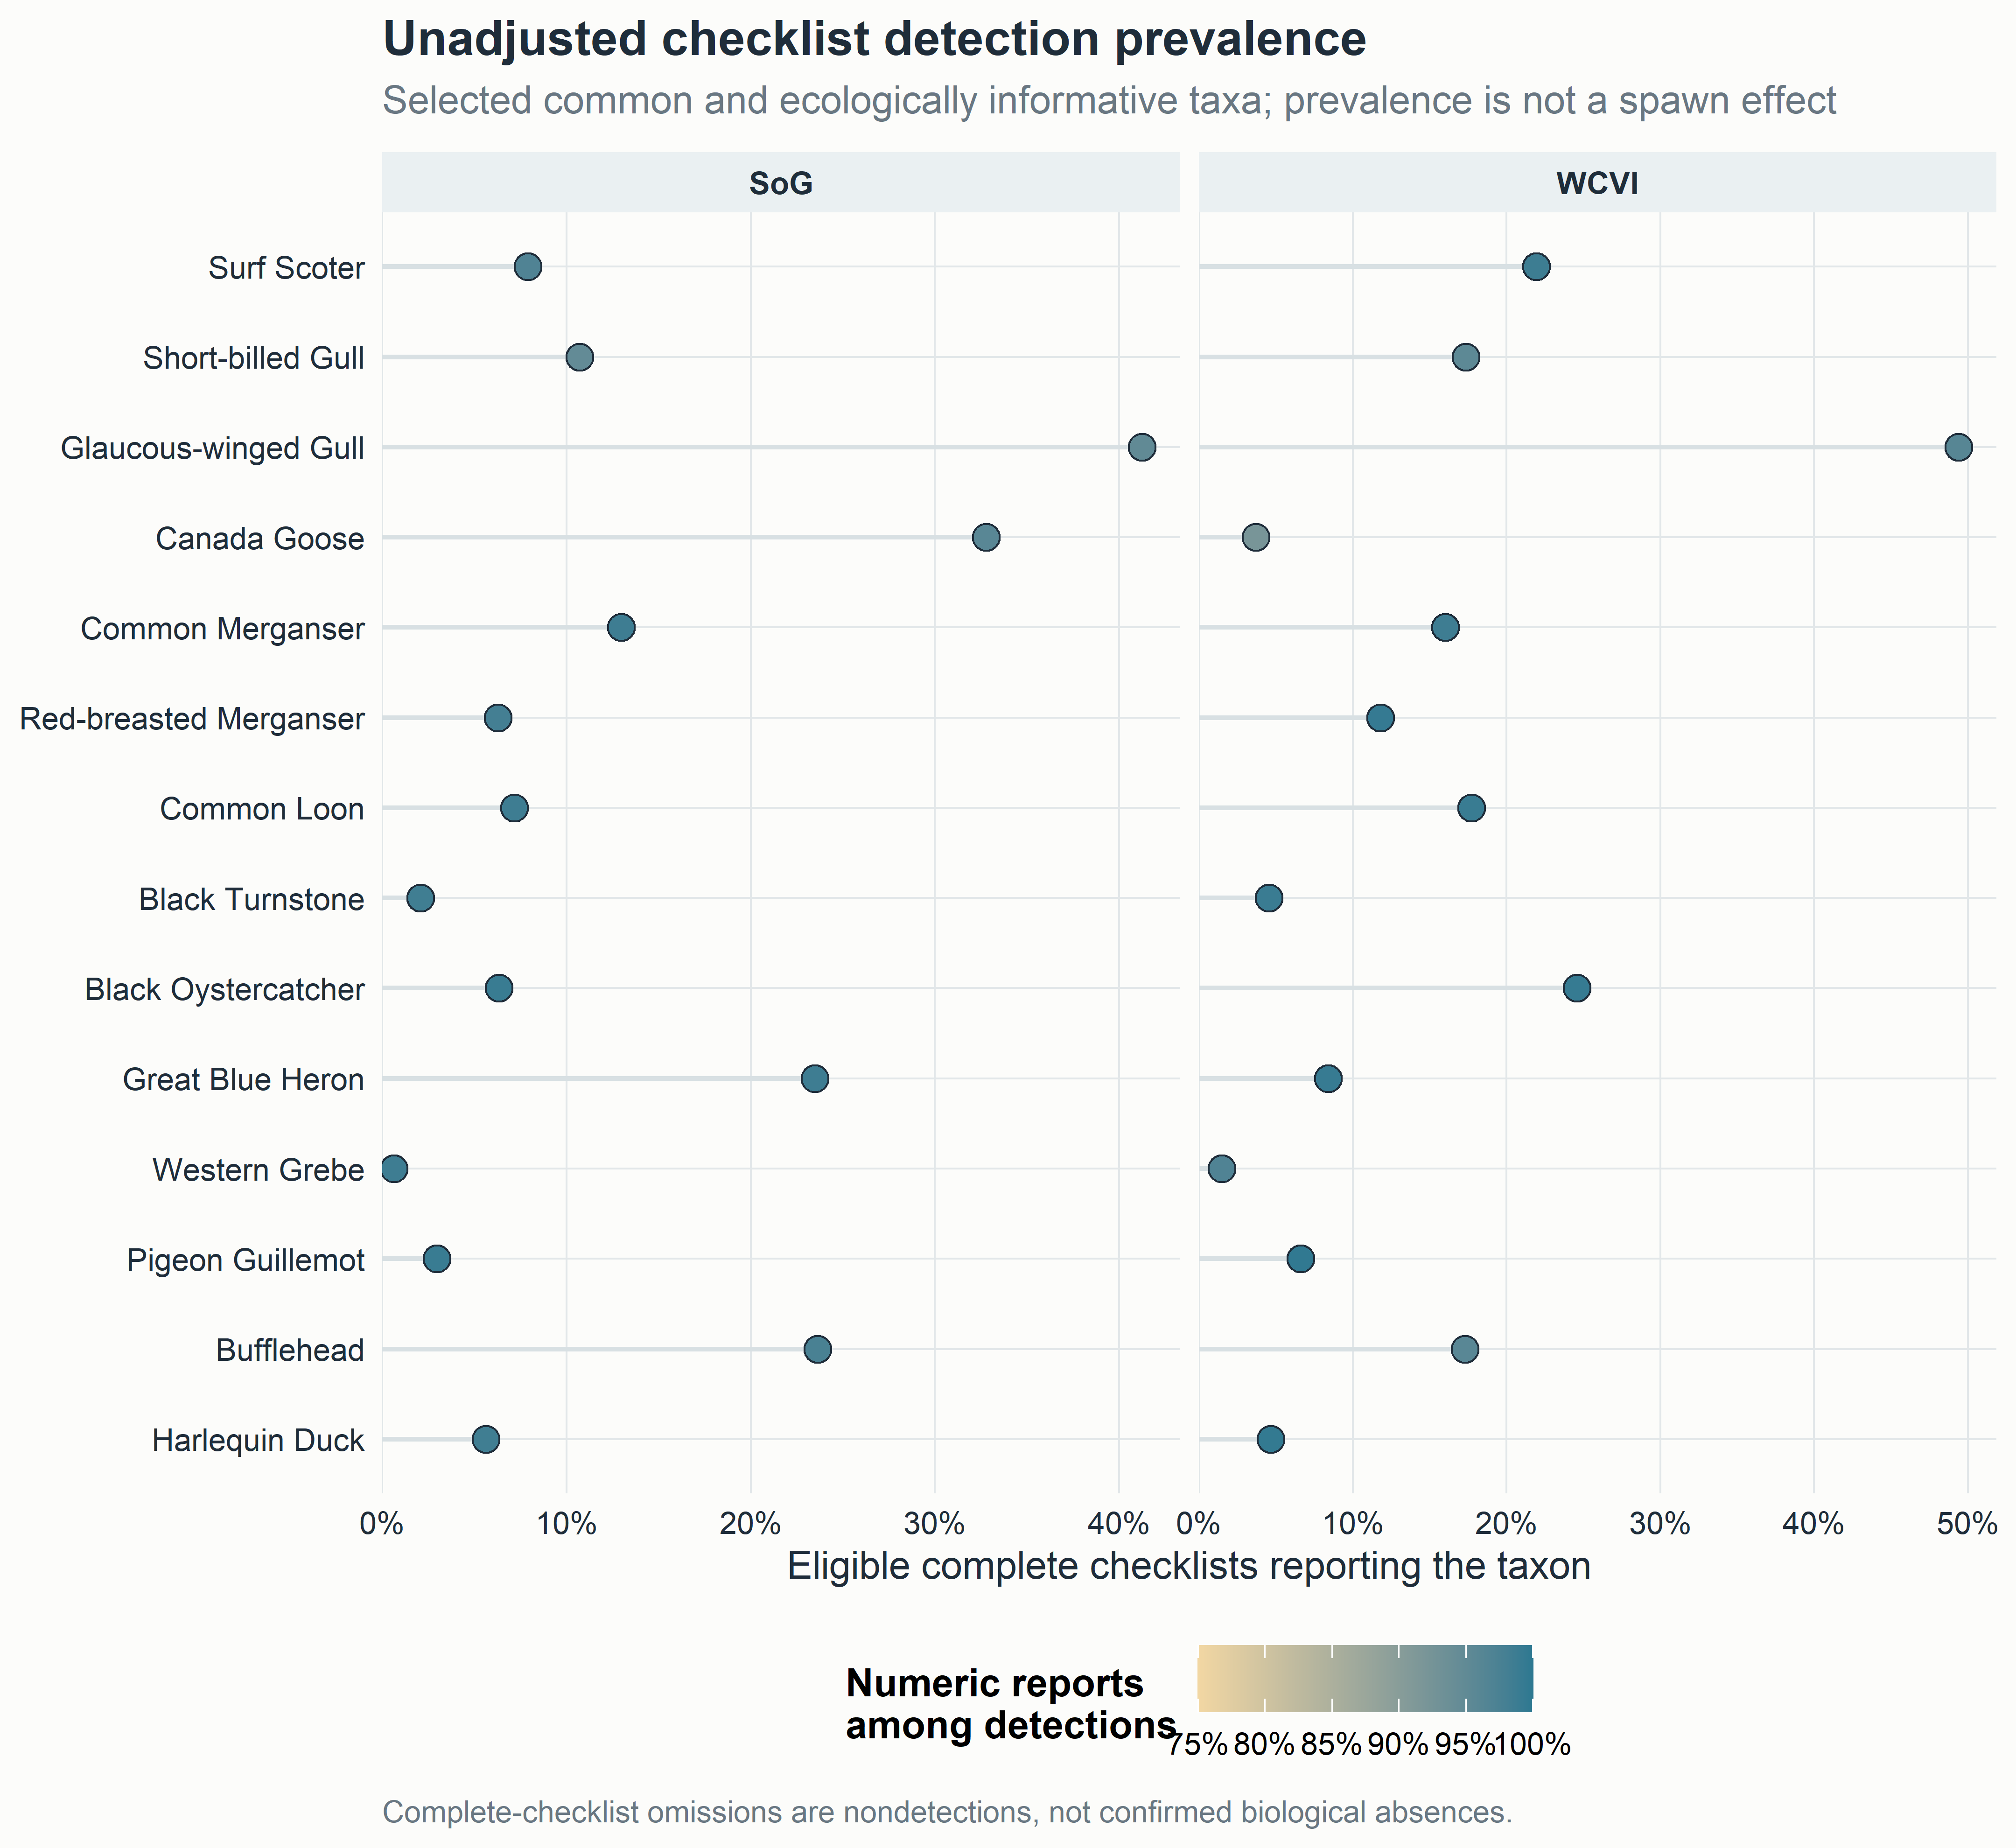 Unadjusted checklist detection prevalence
Selected common and ecologically informative taxa; prevalence is not a spawn effect
SoG
WCVI
Surf Scoter
Short-billed Gull
Glaucous-winged Gull
Canada Goose
Common Merganser
Red-breasted Merganser
Common Loon
Black Turnstone
Black Oystercatcher
Great Blue Heron
Western Grebe
Pigeon Guillemot
Bufflehead
Harlequin Duck
0% 10% 20% 30% 40%
0% 10% 20% 30% 40% 50%
Eligible complete checklists reporting the taxon
Numeric reports
among detections
75% 80% 85% 90% 95% 100%
Complete-checklist omissions are nondetections, not confirmed biological absences.